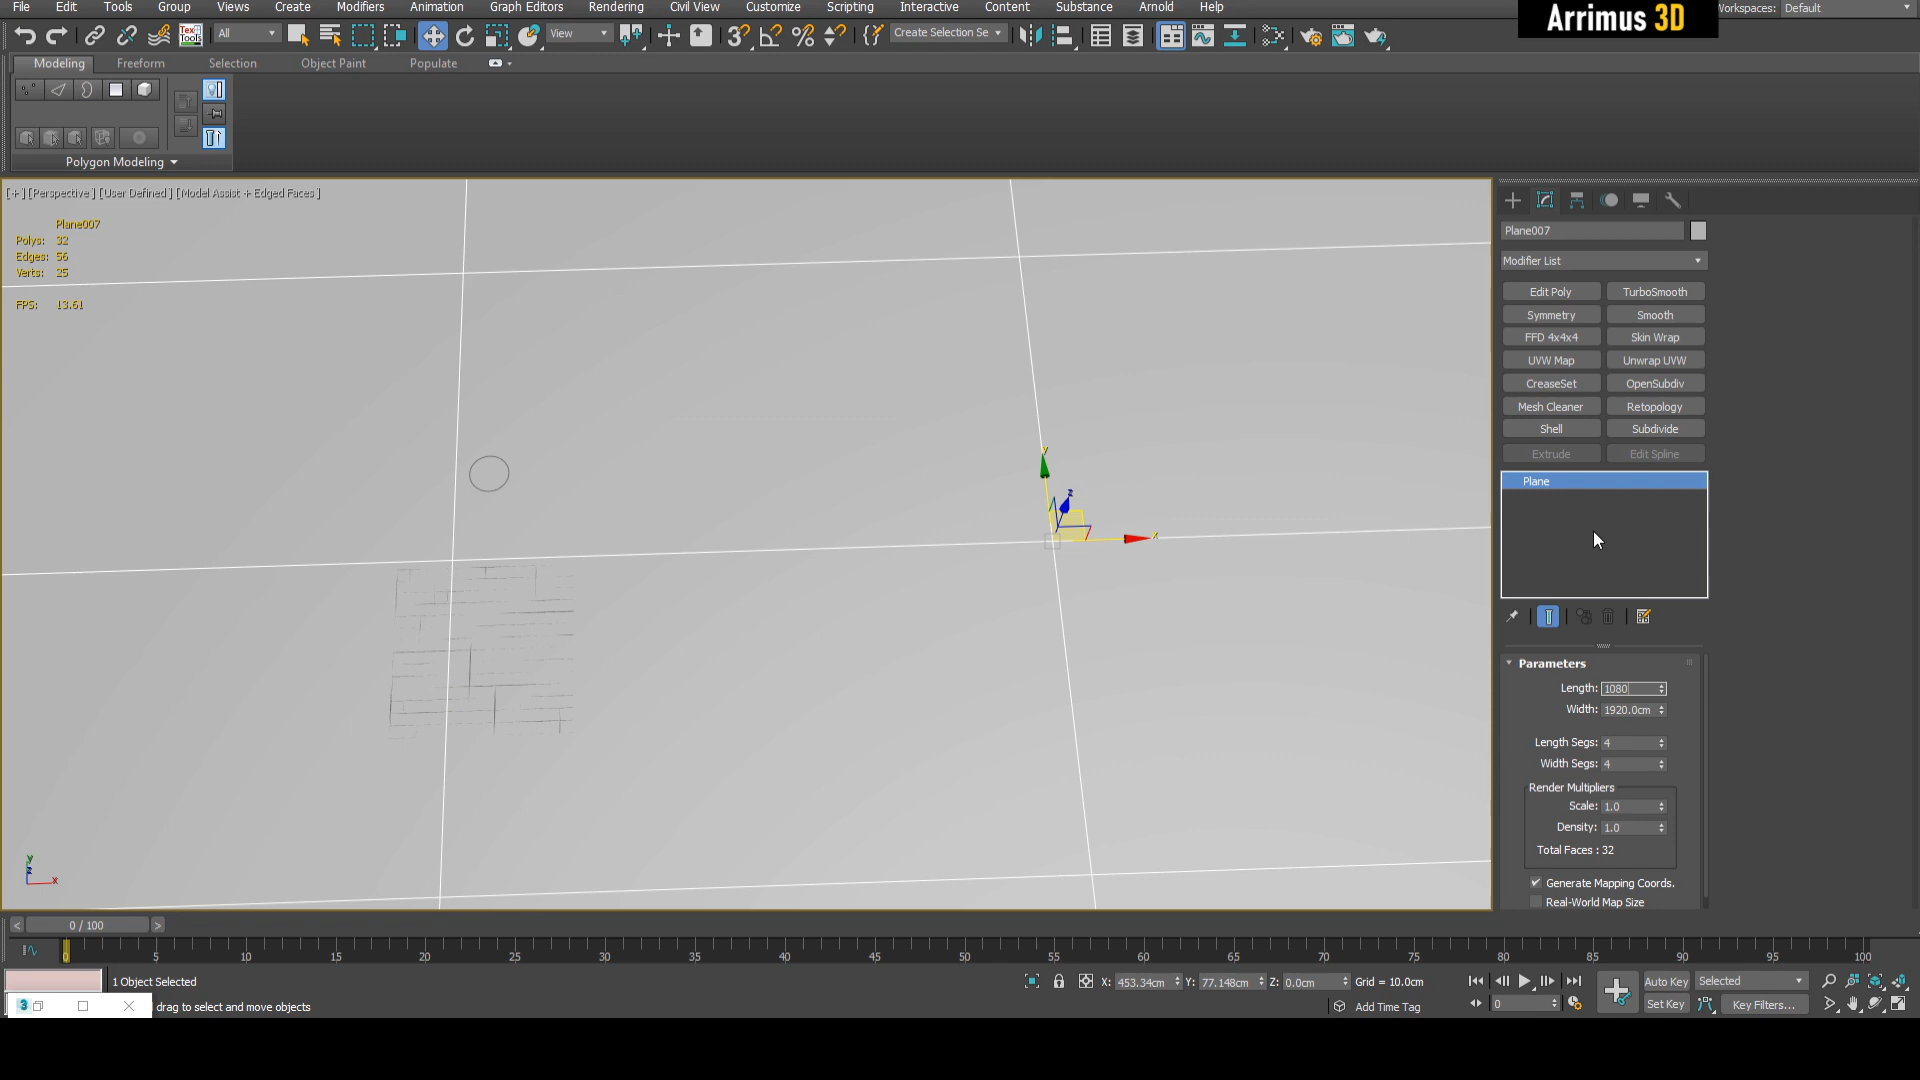 File Edit Tools Group Views Create Modifiers Animation Graph Editors Rendering Civil View Customize Scripting Interactive Content Substance Arnold Help
Workspaces: Default
Arrimus 3D
All View Create Selection Se
Modeling Freeform Selection Object Paint Populate
Polygon Modeling
[+][Perspective][User Defined][Model Assist + Edged Faces]
Plane007
Polys: 32
Edges: 56
Verts: 25
FPS: 13.61
Plane007
Modifier List
Edit Poly TurboSmooth
Symmetry Smooth
FFD 4x4x4 Skin Wrap
UVW Map Unwrap UVW
CreaseSet OpenSubdiv
Mesh Cleaner Retopology
Shell Subdivide
Extrude Edit Spline
Plane
Parameters
Length: 1080
Width: 1920.0cm
Length Segs: 4
Width Segs: 4
Render Multipliers
Scale: 1.0
Density: 1.0
Total Faces : 32
Generate Mapping Coords.
Real-World Map Size
y
z
x
y
z
x
< 0 / 100 >
0 5 10 15 20 25 30 35 40 45 50 55 60 65 70 75 80 85 90 95 100
1 Object Selected
X: 453.34cm Y: 77.148cm Z: 0.0cm Grid = 10.0cm
Auto Key Selected
drag to select and move objects
Add Time Tag
0
Set Key Key Filters...